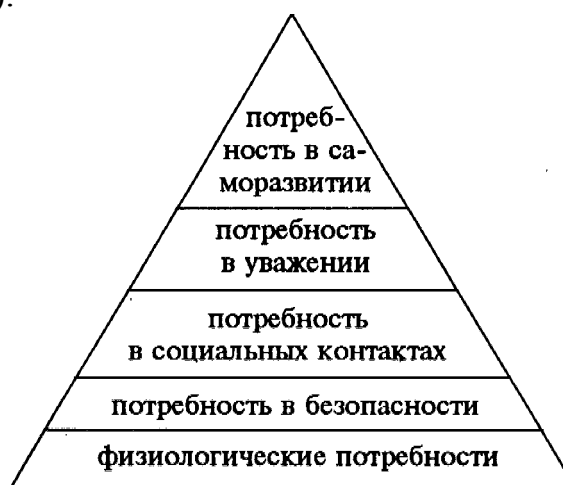 ).
потреб-
ность в са-
моразвитии
потребность
в уважении
потребность
в социальных контактах
потребность в безопасности
физиологические потребности